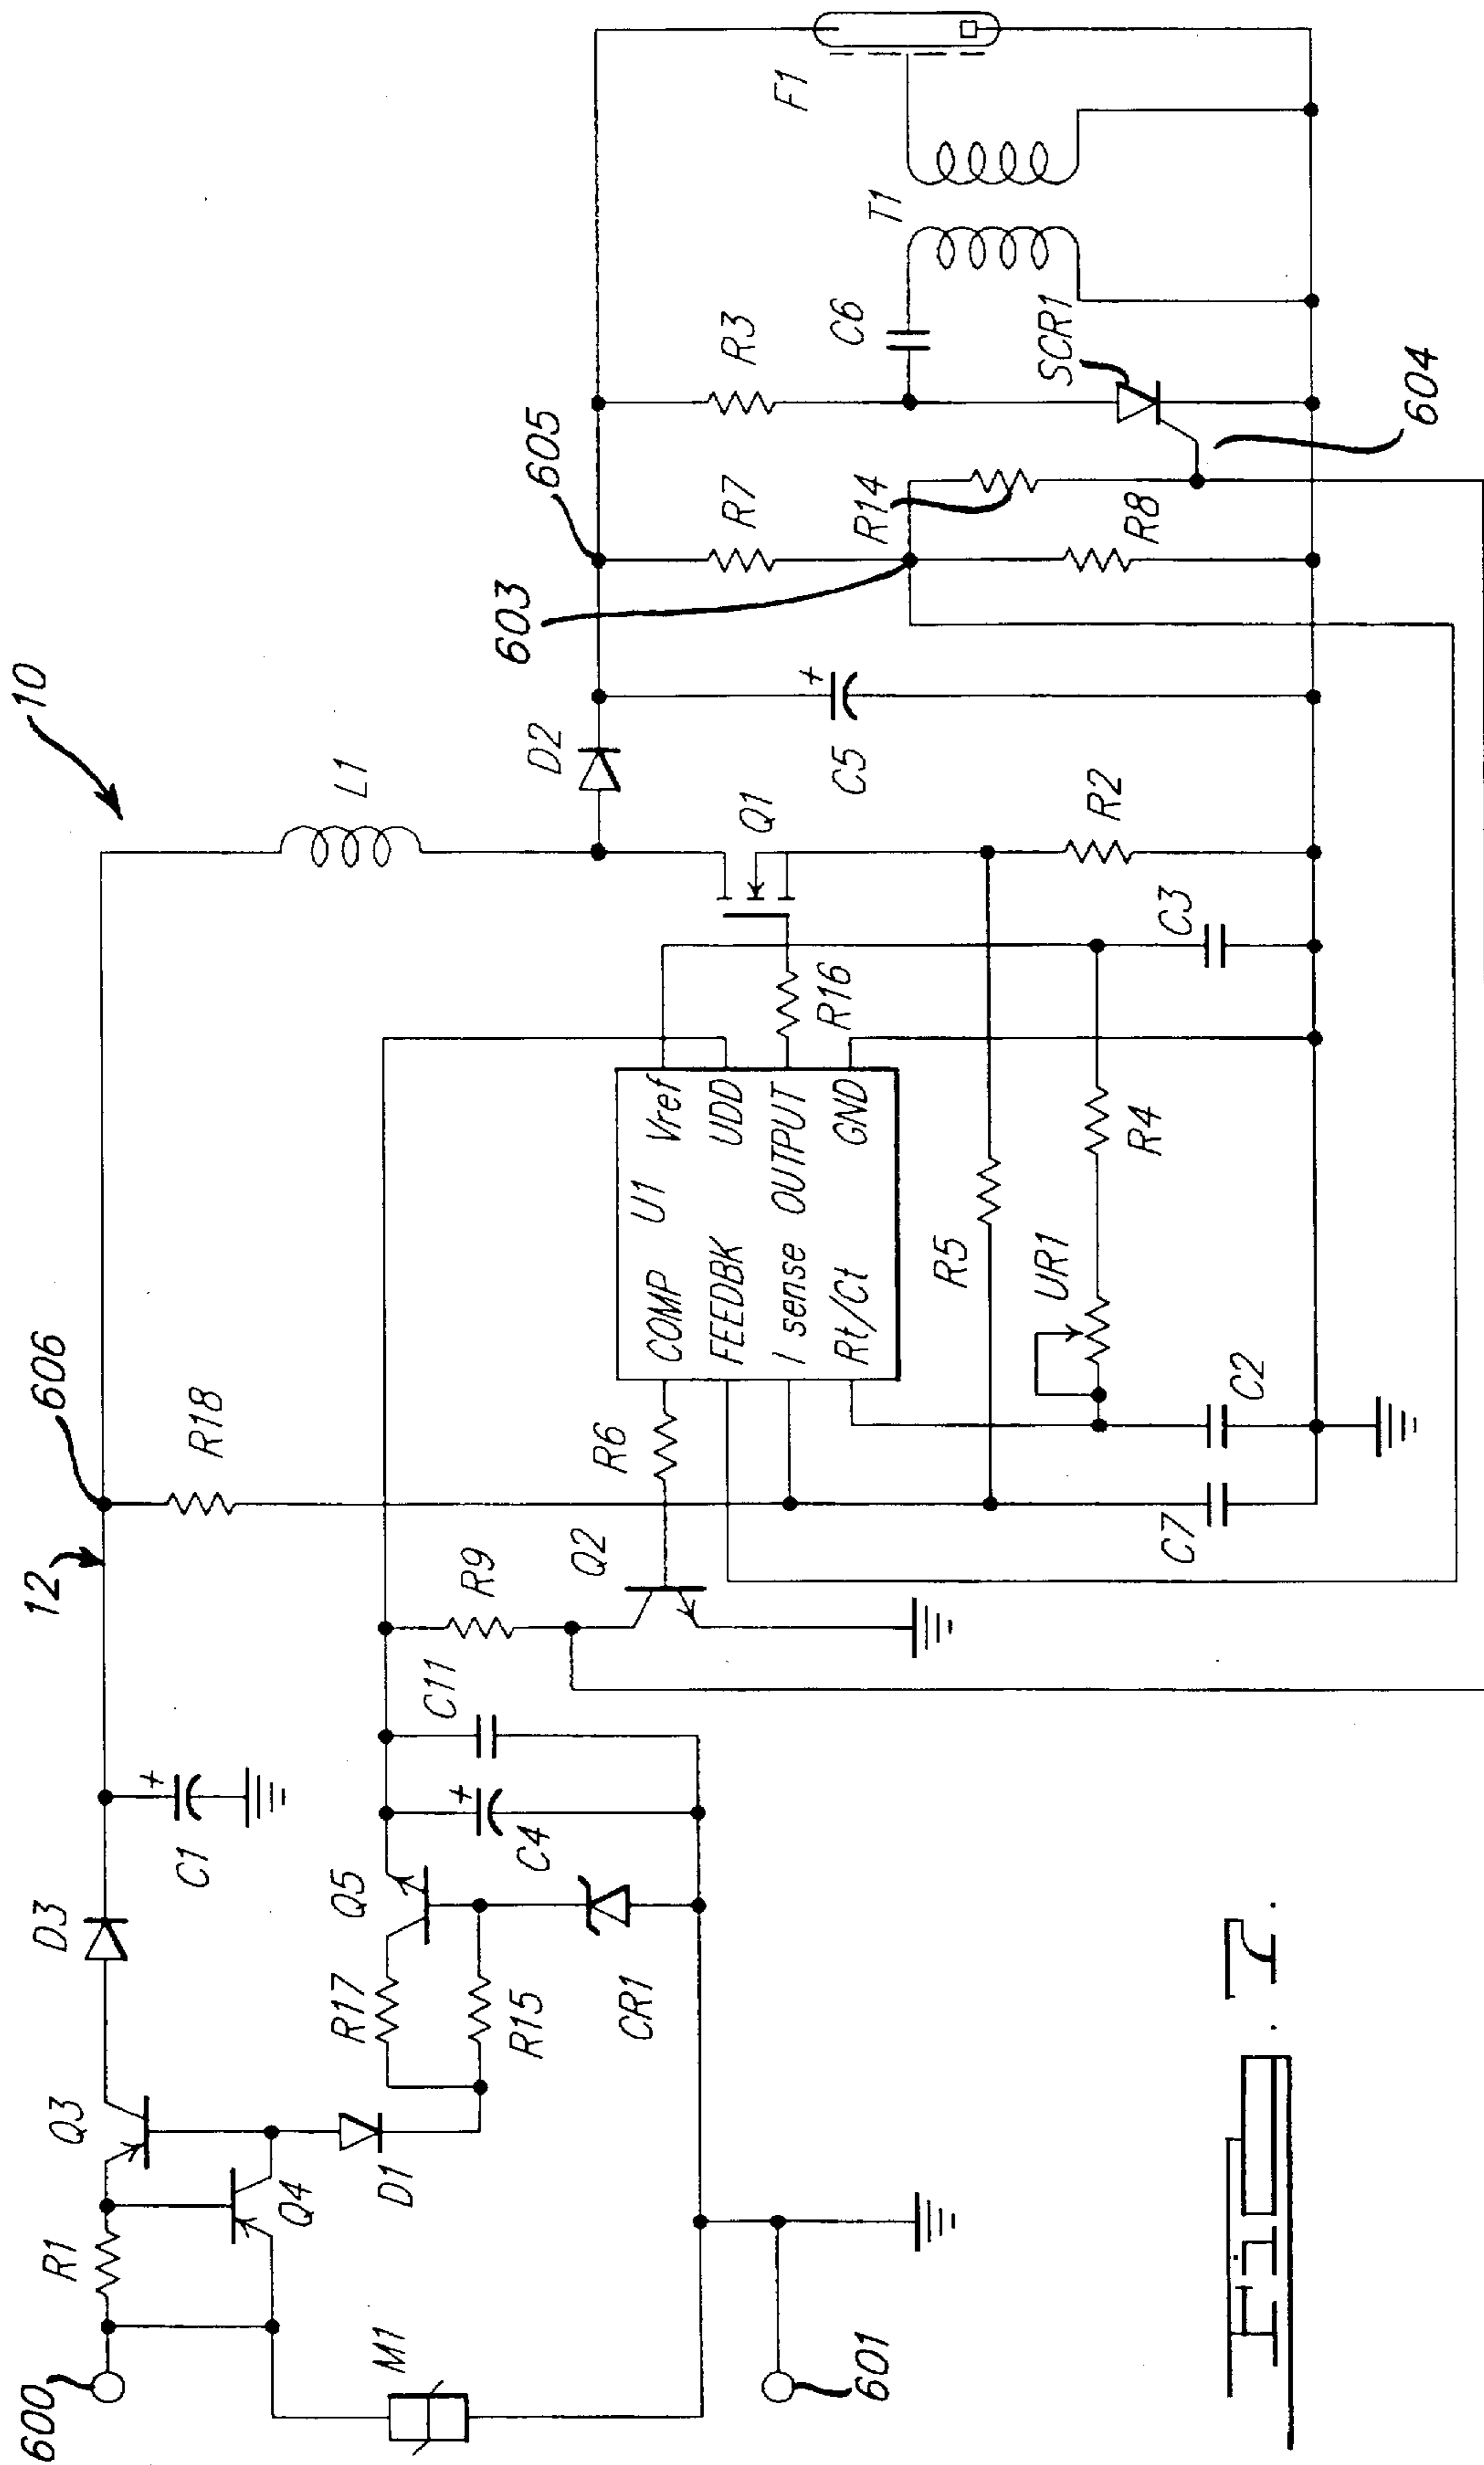 10
12
606
600
R1
Q3
D3
C1
R18
L1
Q4
D1
R17
Q5
R15
C4
C11
R9
M1
CR1
601
Q2
R6
COMP U1 Vref
FEEDBK UDD
I sense OUTPUT
Rt/Ct GND
R16
Q1
D2
605
603
R5
UR1
R4
C3
R2
C7
C2
C5
R7
R14
R8
R3
C6
SCR1
604
T1
F1
Fig. 1.